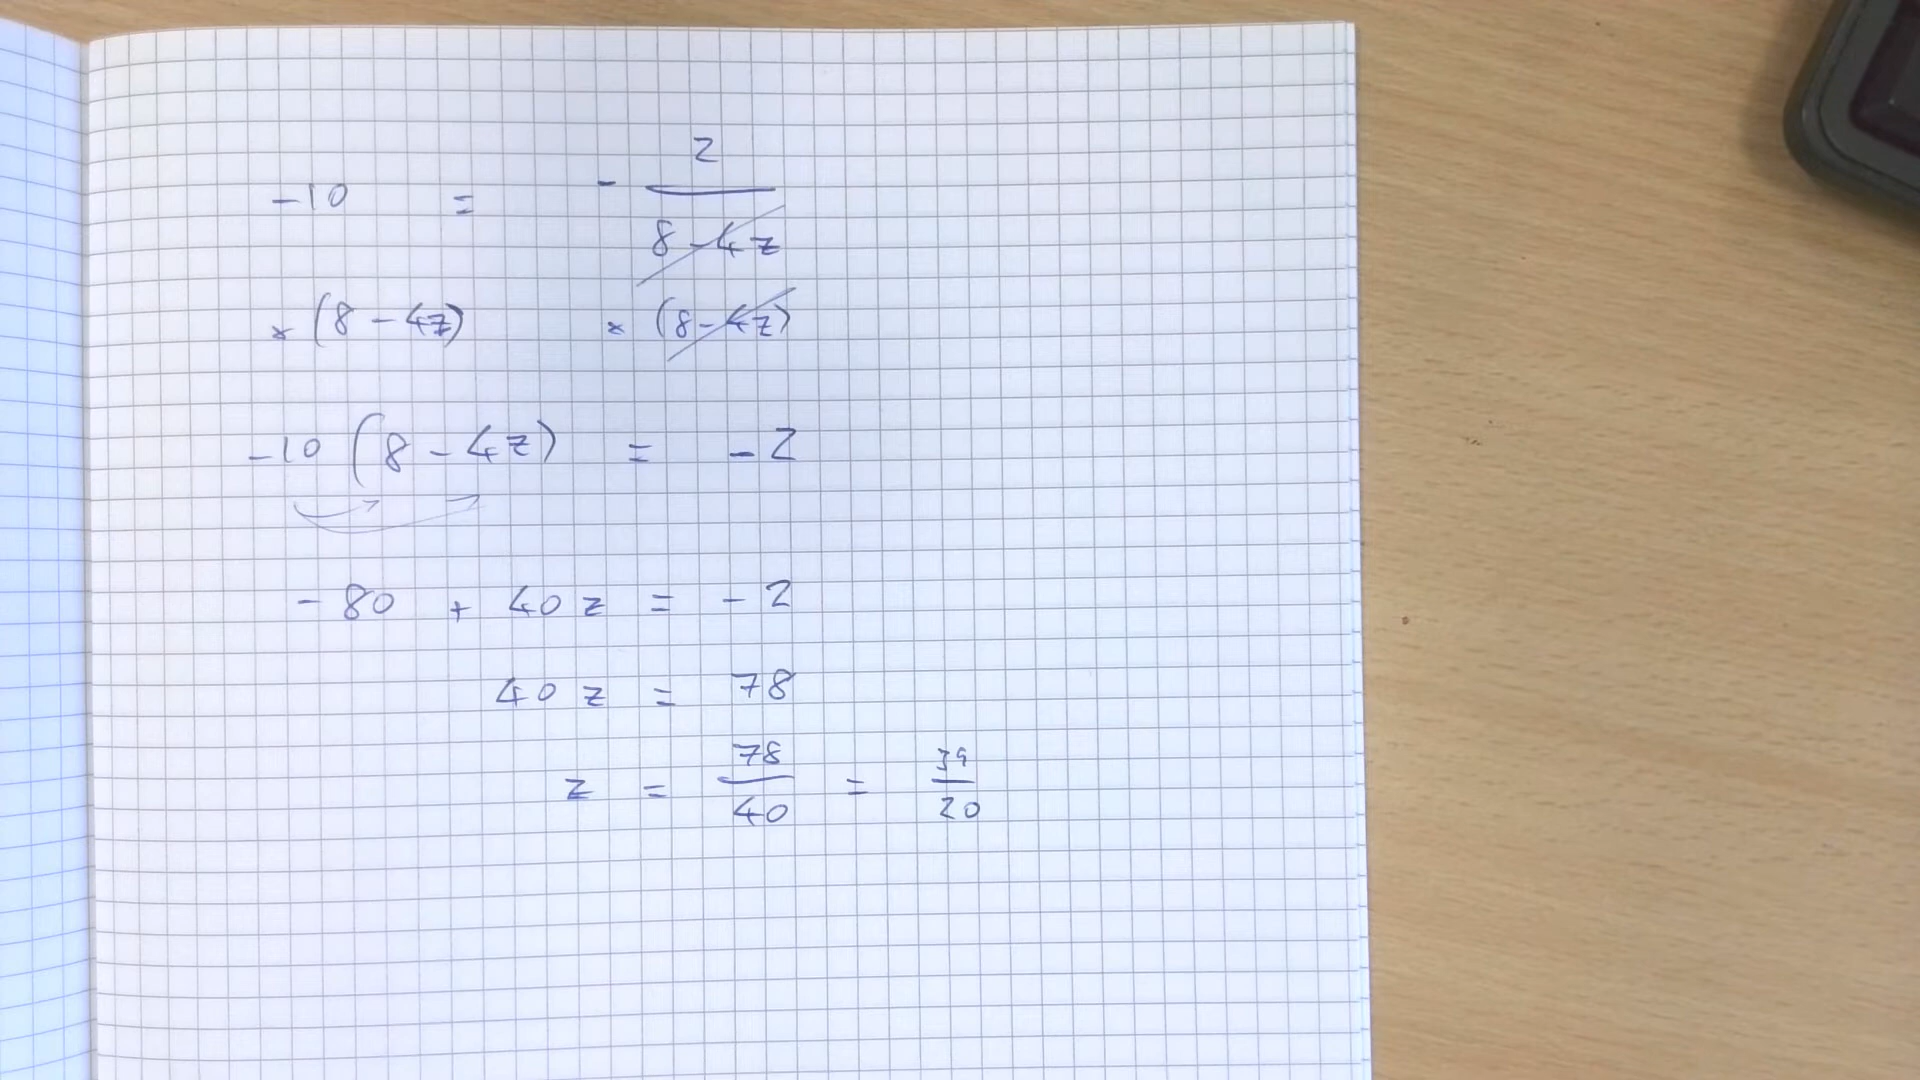 -10 = - 2/(8-4z)
× (8-4z) × (8-4z)
-10 (8-4z) = -2
-80 + 40z = -2
40z = 78
z = 78/40 = 39/20